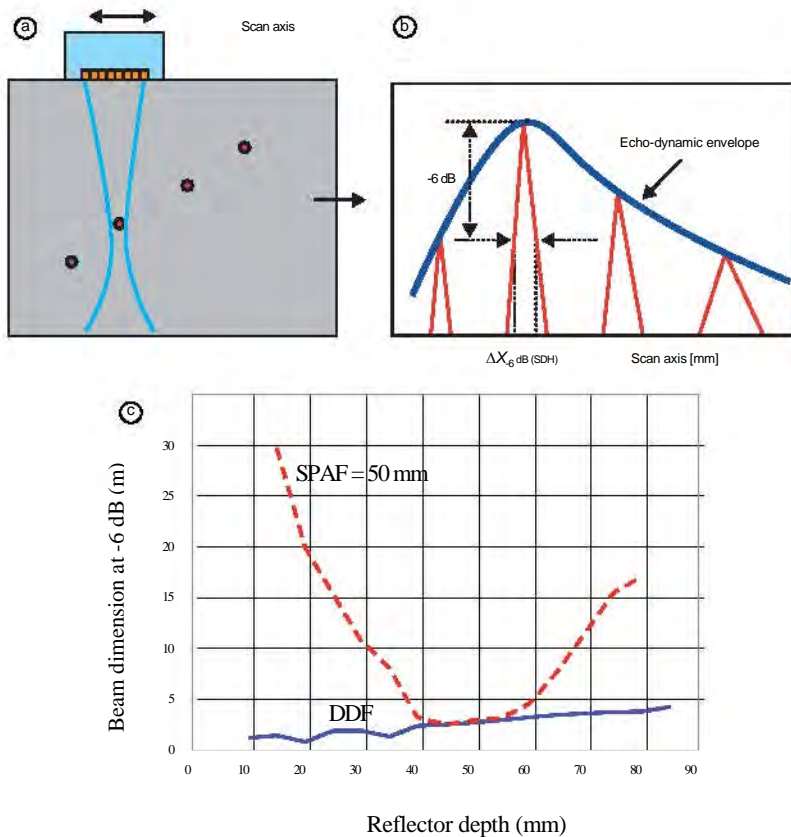 a
Scan axis
b
Echo-dynamic envelope
-6 dB
ΔX-6 dB (SDH)
Scan axis [mm]
c
Beam dimension at -6 dB (m)
30
25
20
15
10
5
0
SPAF = 50 mm
DDF
0 10 20 30 40 50 60 70 80 90
Reflector depth (mm)